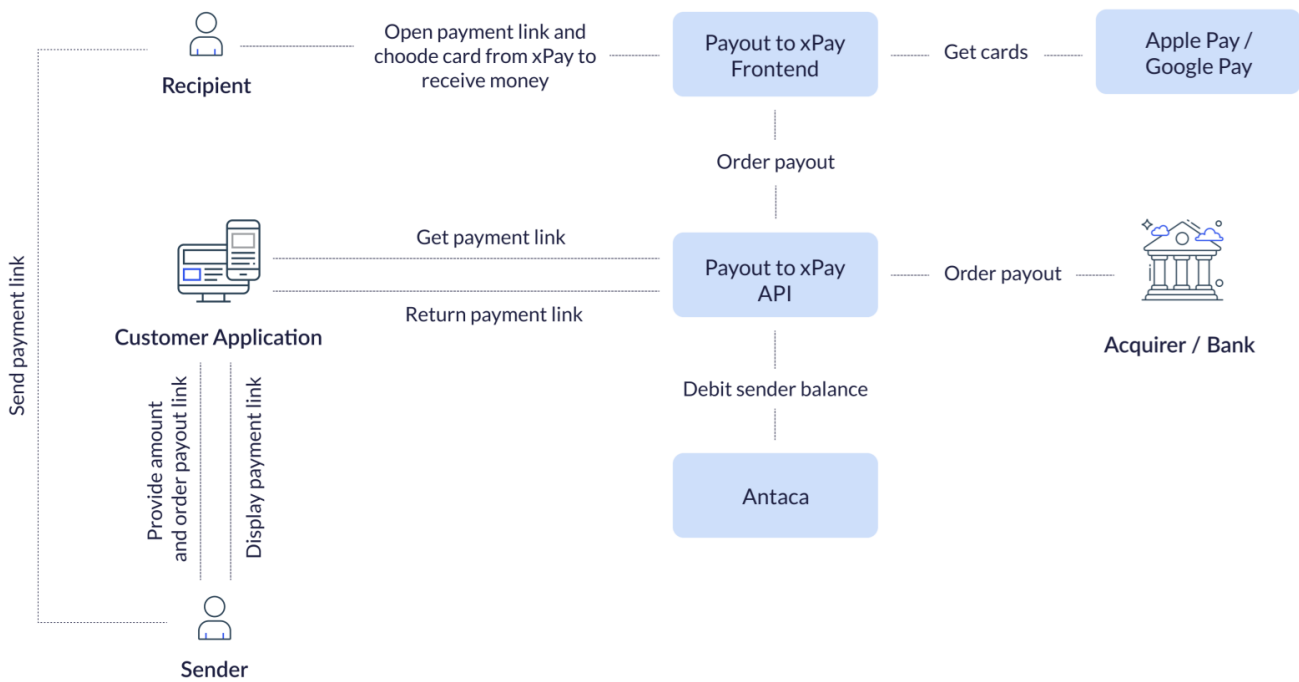 Open payment link and
choode card from xPay to
receive money
Recipient
Payout to xPay
Frontend
Get cards
Apple Pay /
Google Pay
Order payout
Get payment link
Payout to xPay
API
Order payout
Return payment link
Customer Application
Acquirer / Bank
Send payment link
Debit sender balance
Provide amount
and order payout link
Display payment link
Antaca
Sender